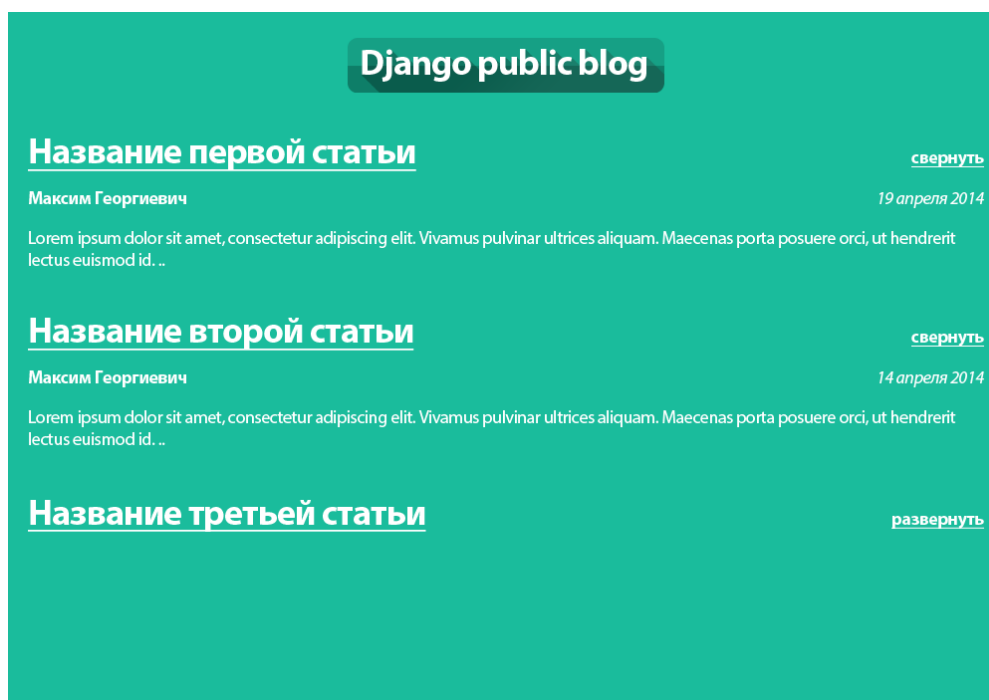 Django public blog
Название первой статьи
свернуть
Максим Георгиевич
19 апреля 2014
Lorem ipsum dolor sit amet, consectetur adipiscing elit. Vivamus pulvinar ultrices aliquam. Maecenas porta posuere orci, ut hendrerit
lectus euismod id. ..
Название второй статьи
свернуть
Максим Георгиевич
14 апреля 2014
Lorem ipsum dolor sit amet, consectetur adipiscing elit. Vivamus pulvinar ultrices aliquam. Maecenas porta posuere orci, ut hendrerit
lectus euismod id. ..
Название третьей статьи
развернуть